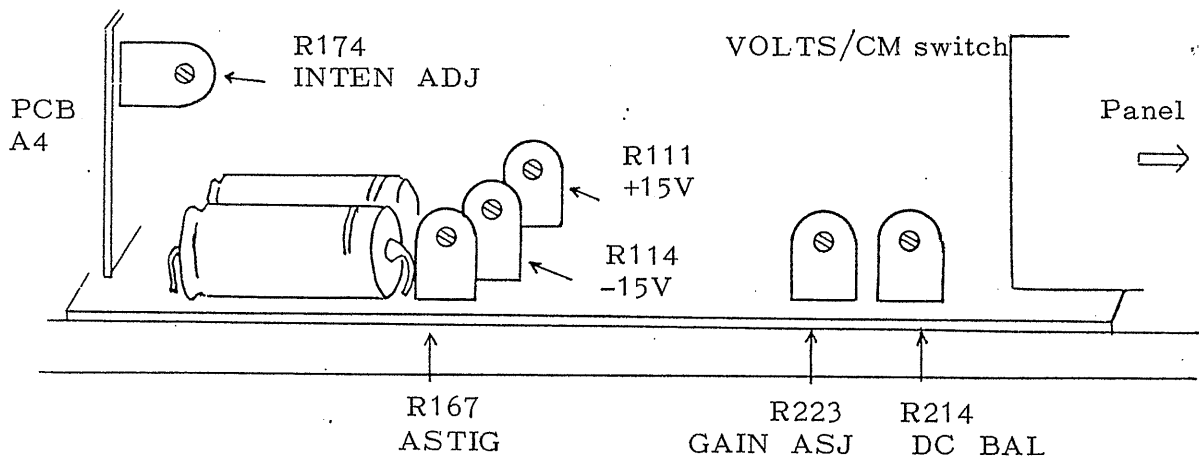 R174
INTEN ADJ
VOLTS/CM switch
PCB
A4
Panel
R111
+15V
R114
-15V
R167
ASTIG
R223
GAIN ASJ
R214
DC BAL